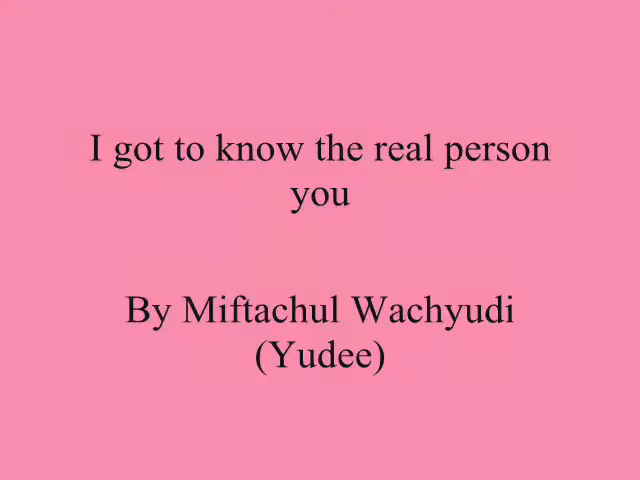 I got to know the real person
you
By Miftachul Wachyudi
(Yudee)